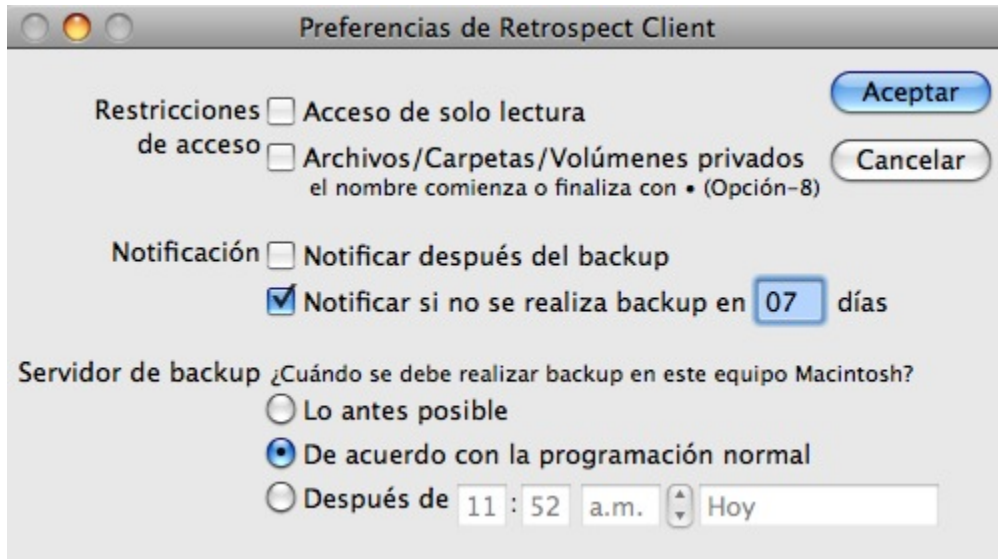 Preferencias de Retrospect Client
Restricciones de acceso
Acceso de solo lectura
Archivos/Carpetas/Volúmenes privados
el nombre comienza o finaliza con • (Opción-8)
Aceptar
Cancelar
Notificación
Notificar después del backup
Notificar si no se realiza backup en 07 días
Servidor de backup ¿Cuándo se debe realizar backup en este equipo Macintosh?
Lo antes posible
De acuerdo con la programación normal
Después de 11 : 52 a.m. Hoy